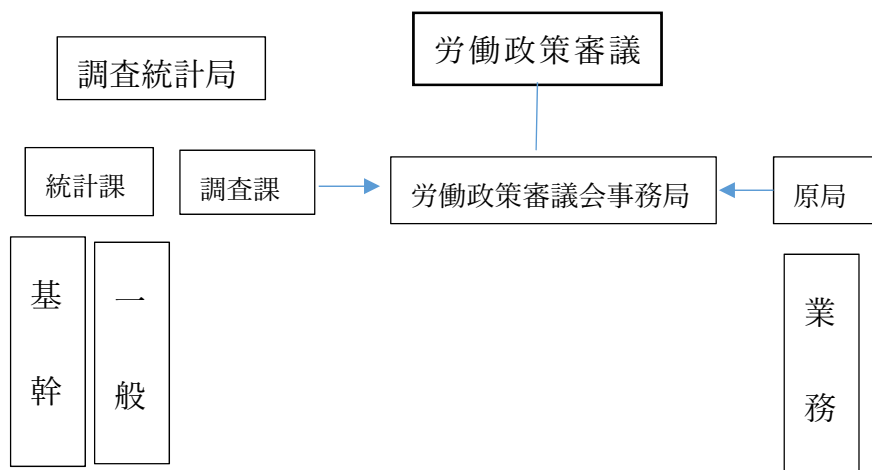 労働政策審議
調査統計局
統計課
調査課
労働政策審議会事務局
原局
基幹
一般
業務